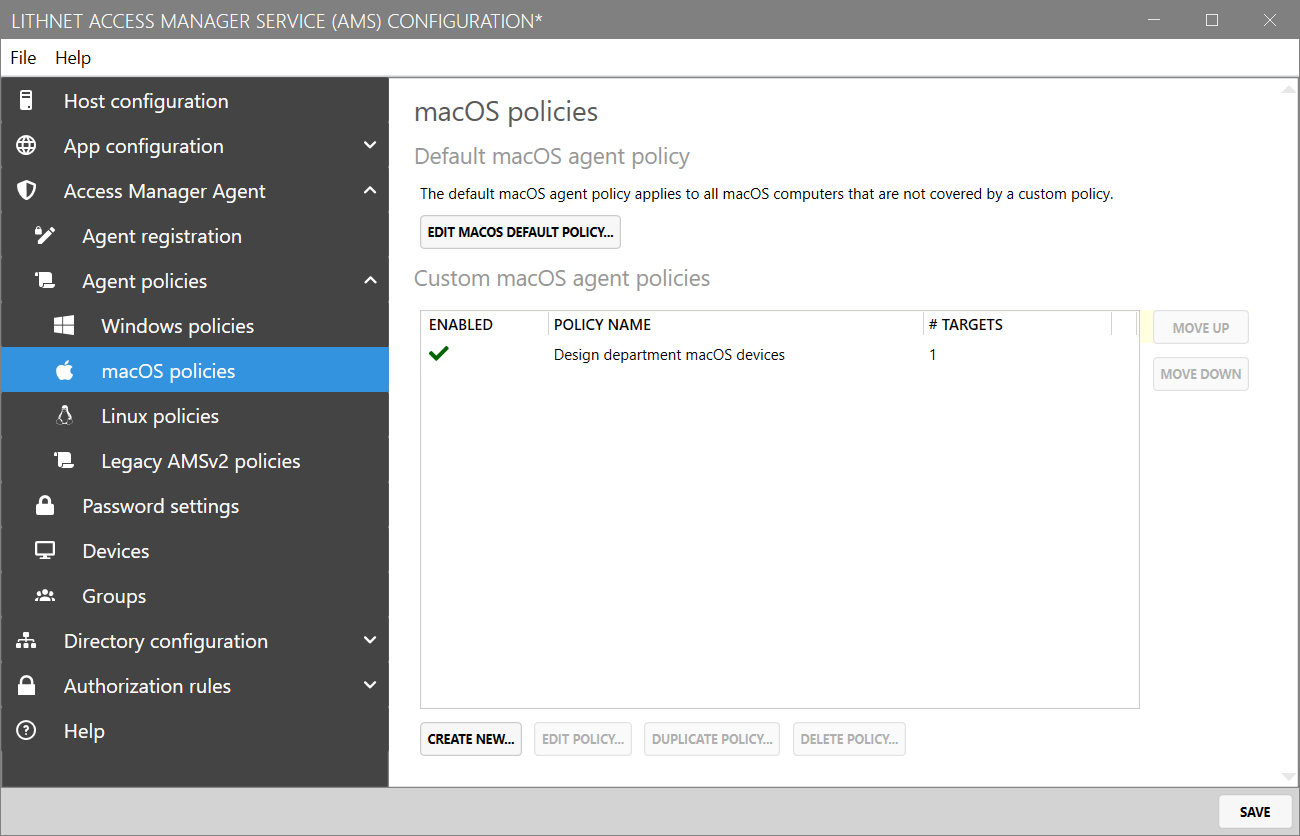 LITHNET ACCESS MANAGER SERVICE (AMS) CONFIGURATION*
File Help
Host configuration
App configuration
Access Manager Agent
Agent registration
Agent policies
Windows policies
macOS policies
Linux policies
Legacy AMSv2 policies
Password settings
Devices
Groups
Directory configuration
Authorization rules
Help
macOS policies
Default macOS agent policy
The default macOS agent policy applies to all macOS computers that are not covered by a custom policy.
EDIT MACOS DEFAULT POLICY...
Custom macOS agent policies
ENABLED POLICY NAME # TARGETS
Design department macOS devices 1
MOVE UP
MOVE DOWN
CREATE NEW... EDIT POLICY... DUPLICATE POLICY... DELETE POLICY...
SAVE